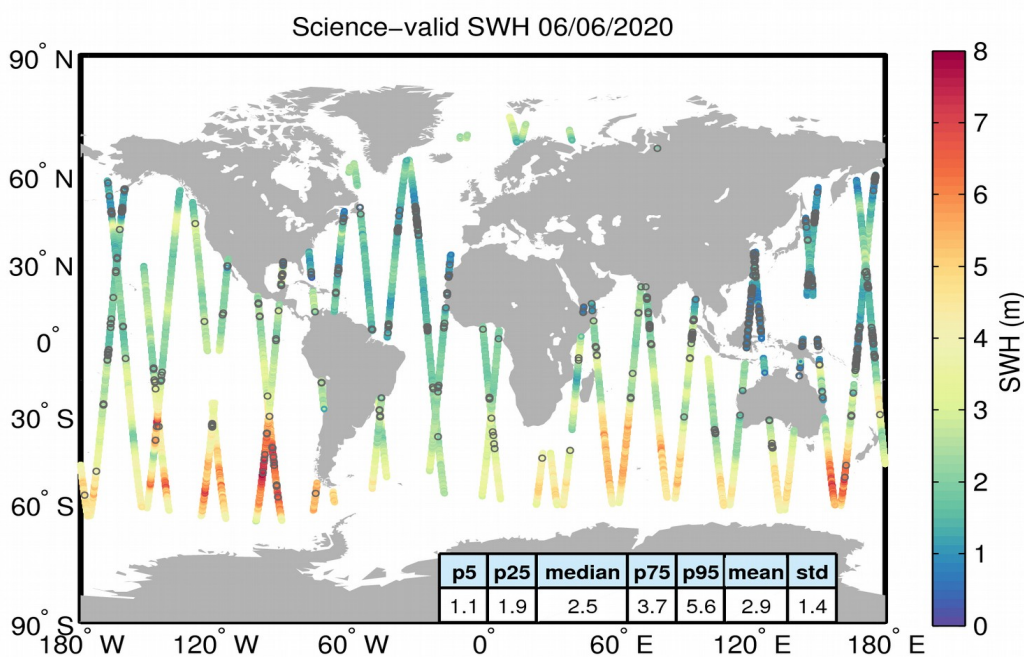 Science−valid SWH 06/06/2020
90° N
60° N
30° N
0°
30° S
60° S
90° S
180° W
120° W
60° W
0°
60° E
120° E
180° E
p5 p25 median p75 p95 mean std
1.1 1.9 2.5 3.7 5.6 2.9 1.4
8
7
6
5
4
3
2
1
0
SWH (m)